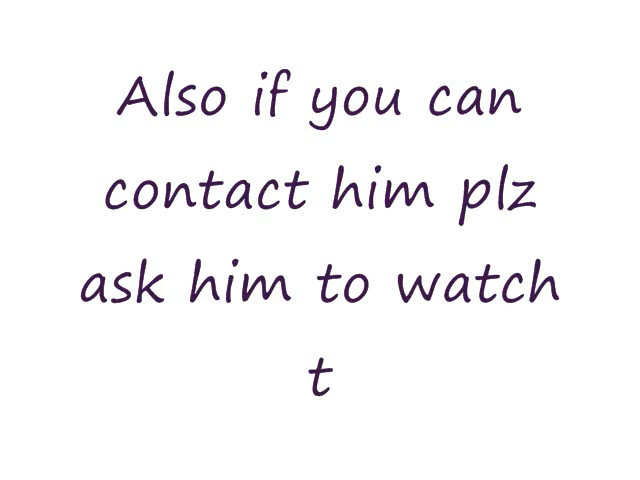 Also if you can
contact him plz
ask him to watch
t